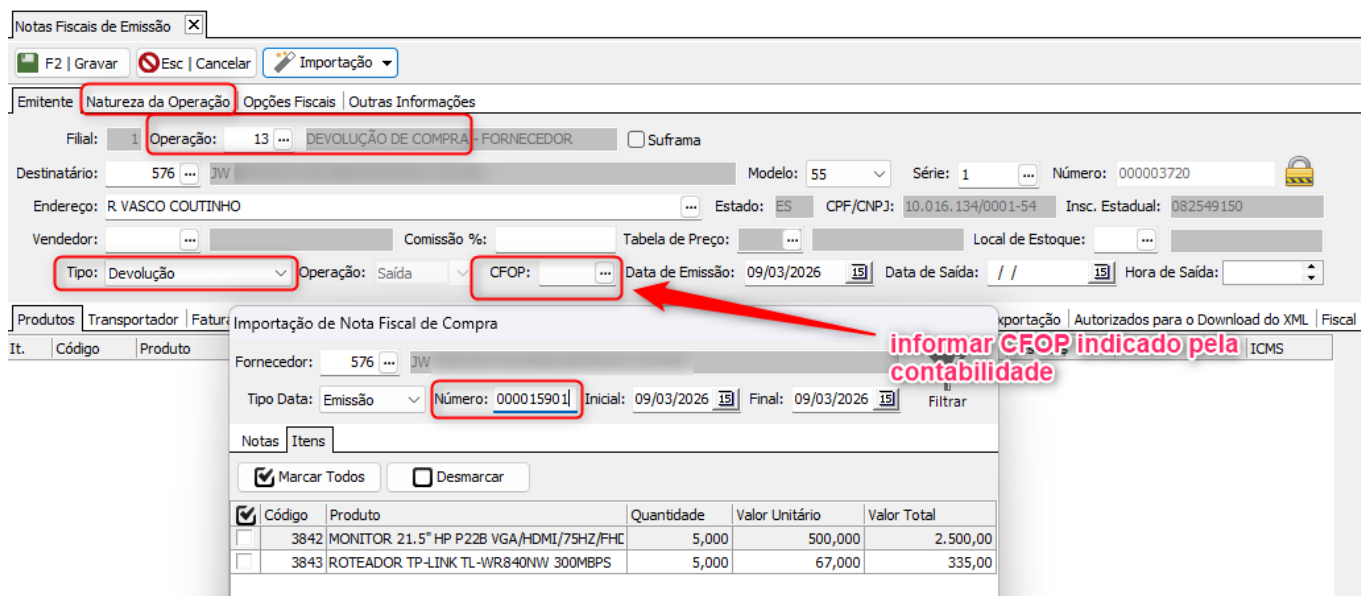 Notas Fiscais de Emissão
F2 | Gravar Esc | Cancelar Importação
Emitente Natureza da Operação Opções Fiscais Outras Informações
Filial: 1 Operação: 13 ... DEVOLUÇÃO DE COMPRA - FORNECEDOR Suframa
Destinatário: 576 ... JW Modelo: 55 Série: 1 ... Número: 000003720
Endereço: R VASCO COUTINHO ... Estado: ES CPF/CNPJ: 10.016.134/0001-54 Insc. Estadual: 082549150
Vendedor: ... Comissão %: Tabela de Preço: ... Local de Estoque: ...
Tipo: Devolução Operação: Saída CFOP: ... Data de Emissão: 09/03/2026 15 Data de Saída: / / 15 Hora de Saída:
Produtos Transportador Fatur xportação Autorizados para o Download do XML Fiscal
It. Código Produto ICMS
informar CFOP indicado pela
contabilidade
Importação de Nota Fiscal de Compra
Fornecedor: 576 ... JW
Tipo Data: Emissão Número: 000015901 Inicial: 09/03/2026 15 Final: 09/03/2026 15 Filtrar
Notas Itens
Marcar Todos Desmarcar
Código Produto Quantidade Valor Unitário Valor Total
3842 MONITOR 21.5" HP P22B VGA/HDMI/75HZ/FHD 5,000 500,000 2.500,00
3843 ROTEADOR TP-LINK TL-WR840NW 300MBPS 5,000 67,000 335,00